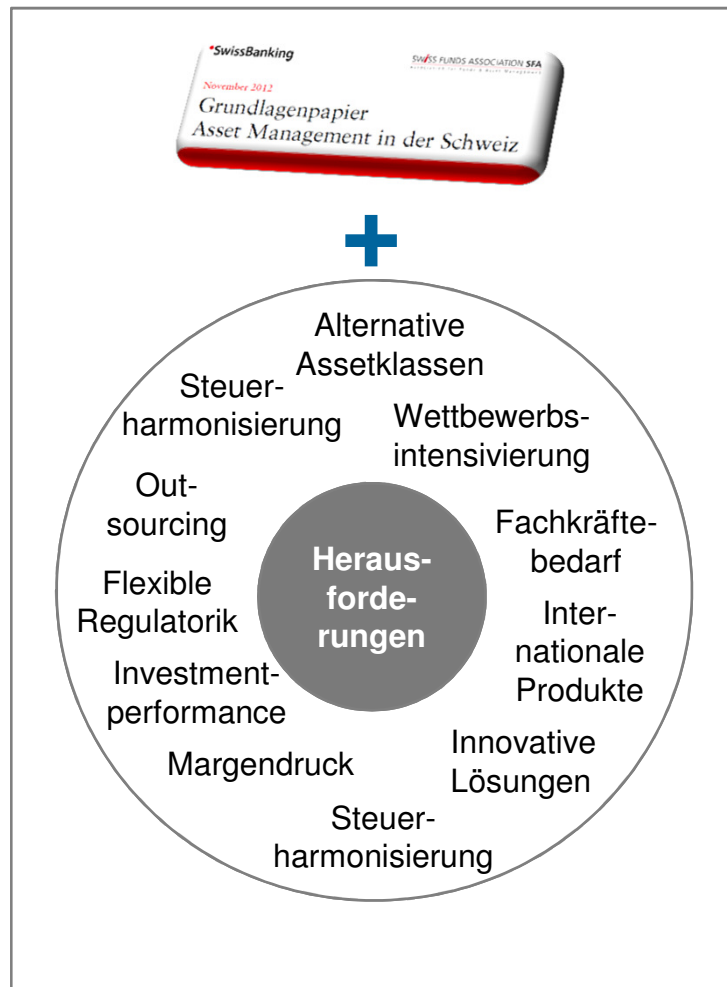 SwissBanking
SWISS FUNDS ASSOCIATION SFA
November 2012
Grundlagenpapier
Asset Management in der Schweiz
+
Alternative
Assetklassen
Steuer-
harmonisierung
Wettbewerbs-
intensivierung
Out-
sourcing
Fachkräfte-
bedarf
Heraus-
forde-
rungen
Flexible
Regulatorik
Inter-
nationale
Produkte
Investment-
performance
Innovative
Lösungen
Margendruck
Steuer-
harmonisierung